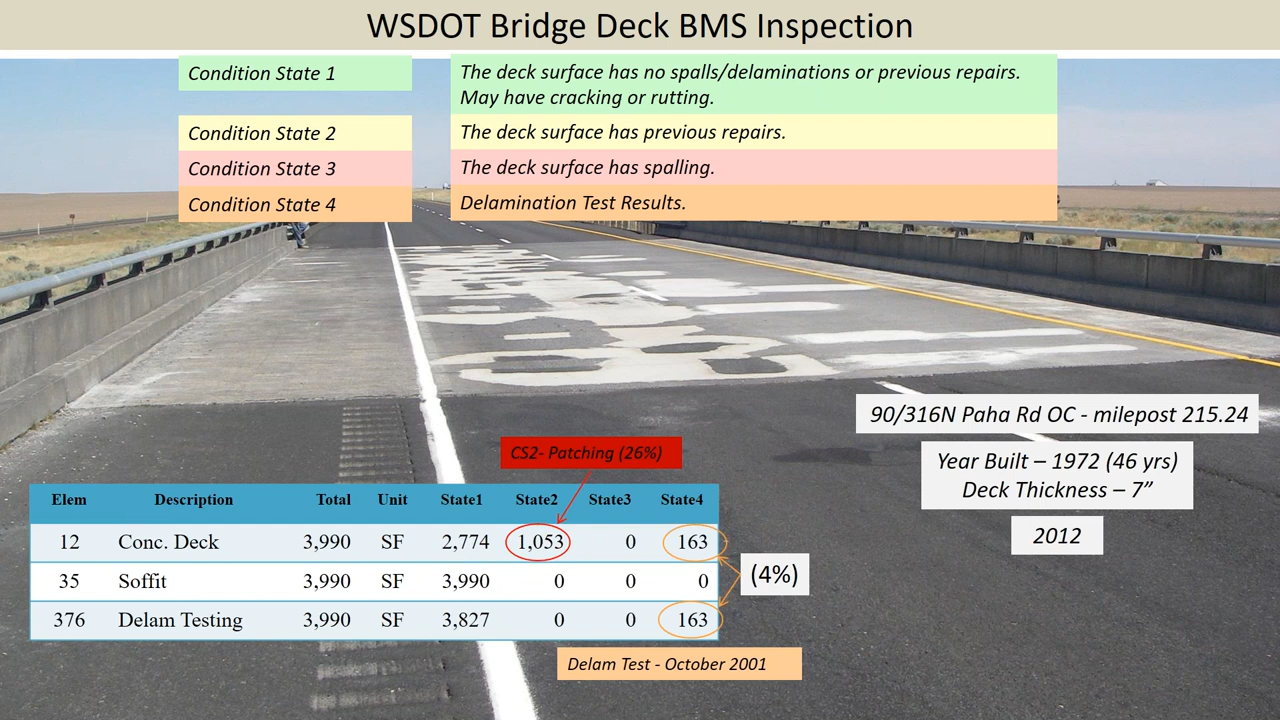 WSDOT Bridge Deck BMS Inspection
Condition State 1
The deck surface has no spalls/delaminations or previous repairs.
May have cracking or rutting.
Condition State 2
The deck surface has previous repairs.
Condition State 3
The deck surface has spalling.
Condition State 4
Delamination Test Results.
90/316N Paha Rd OC - milepost 215.24
Year Built – 1972 (46 yrs)
Deck Thickness – 7”
2012
CS2- Patching (26%)
Elem Description Total Unit State1 State2 State3 State4
12 Conc. Deck 3,990 SF 2,774 1,053 0 163
35 Soffit 3,990 SF 3,990 0 0 0
376 Delam Testing 3,990 SF 3,827 0 0 163
(4%)
Delam Test - October 2001